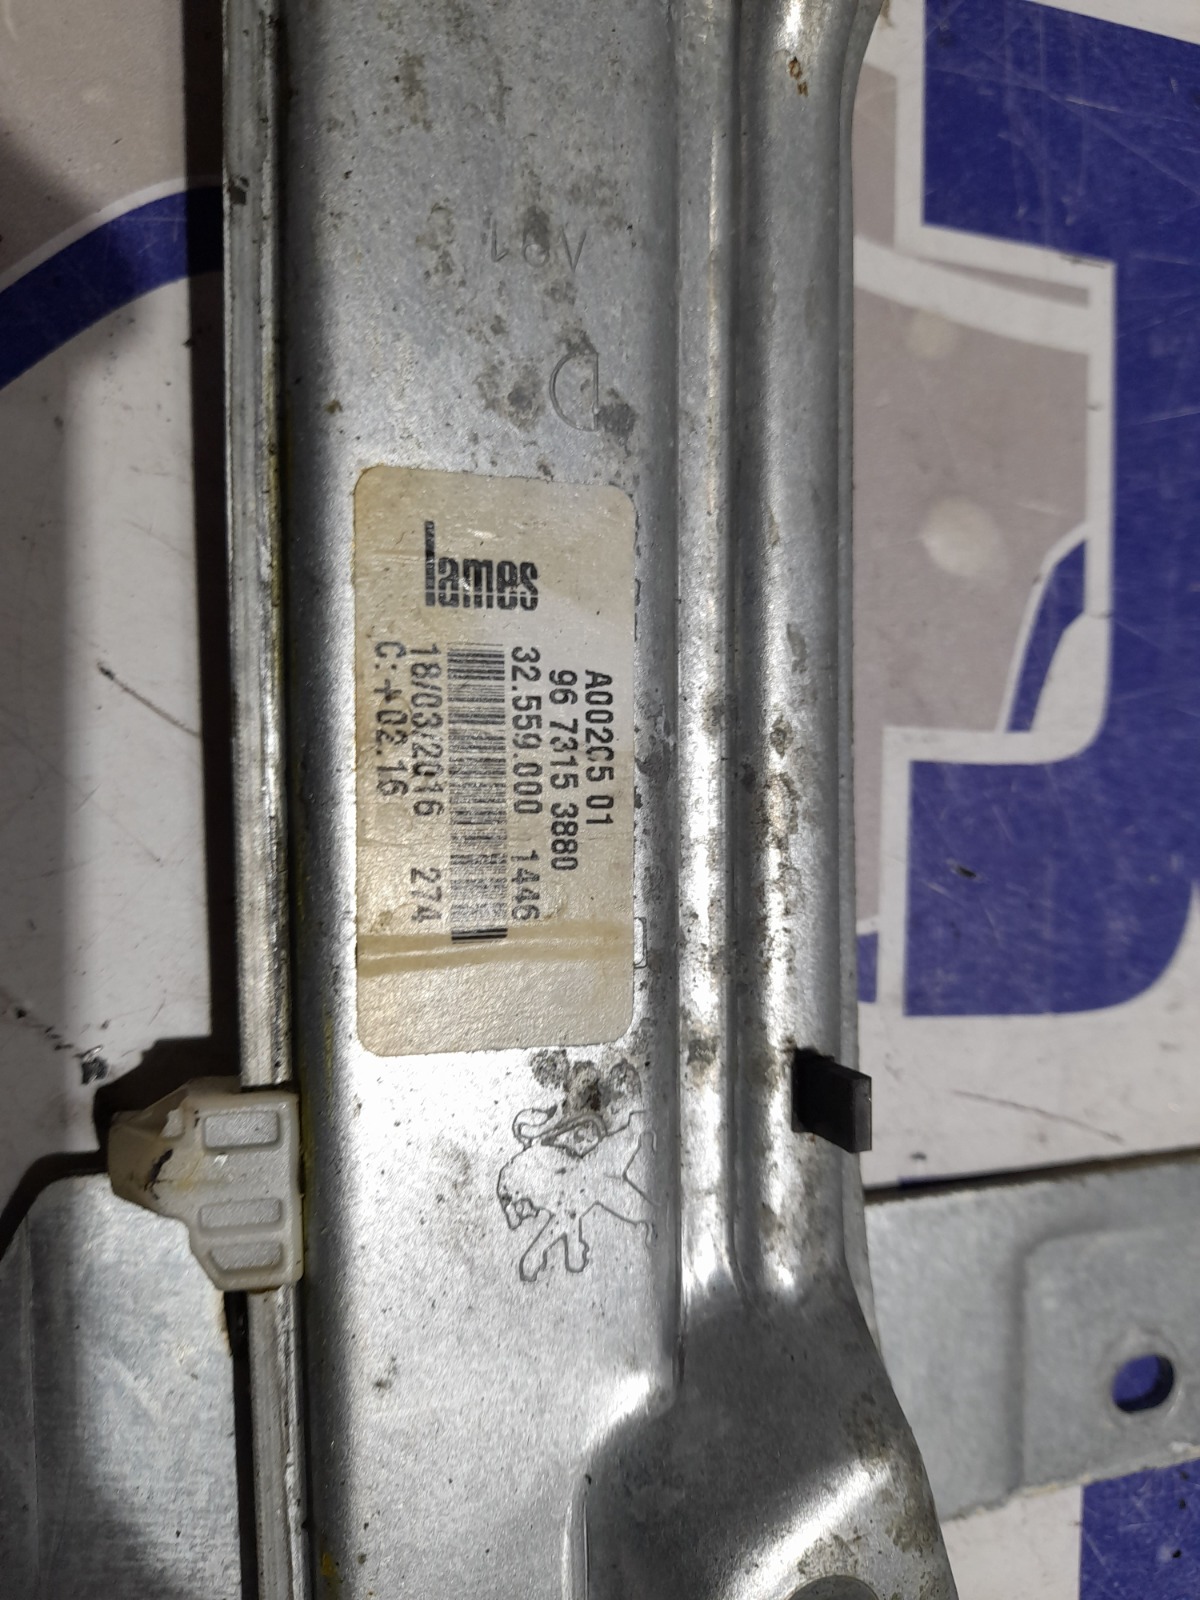 lames
A002C5 01
96 7315 3880
32.559.000 1446
18/03/2016 274
C:+02.16